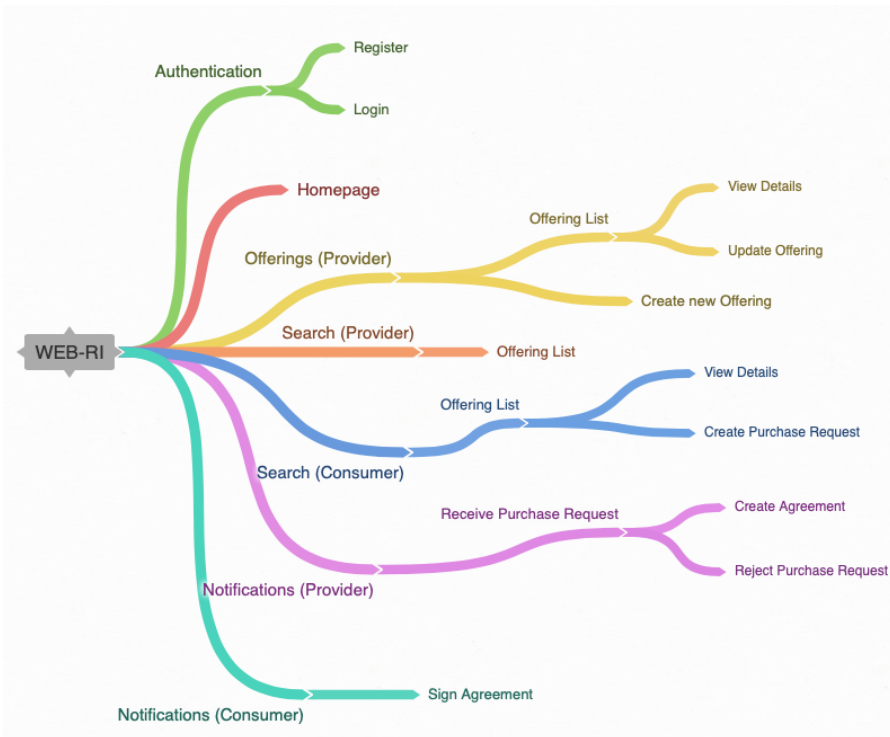 Register
Authentication
Login
Homepage
View Details
Offering List
Update Offering
Offerings (Provider)
Create new Offering
Search (Provider)
WEB-RI
Offering List
View Details
Offering List
Create Purchase Request
Search (Consumer)
Create Agreement
Receive Purchase Request
Reject Purchase Request
Notifications (Provider)
Sign Agreement
Notifications (Consumer)